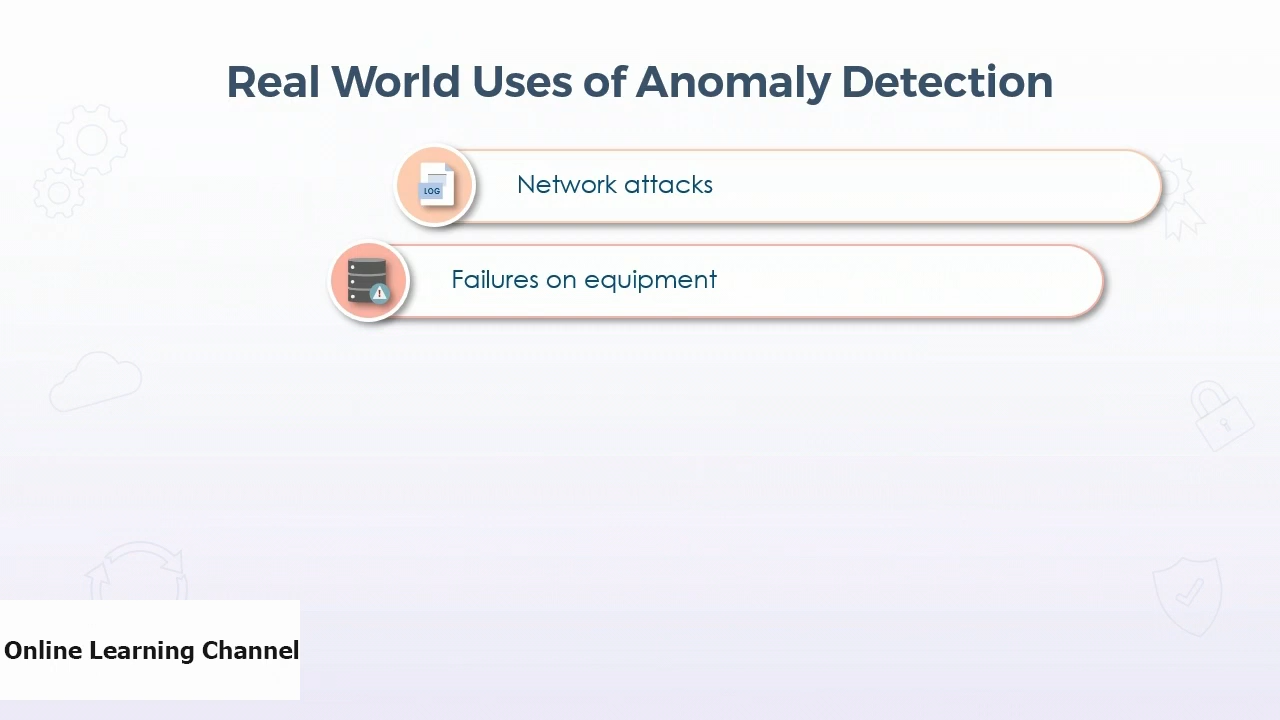 Real World Uses of Anomaly Detection
LOG
Network attacks
Failures on equipment
Online Learning Channel